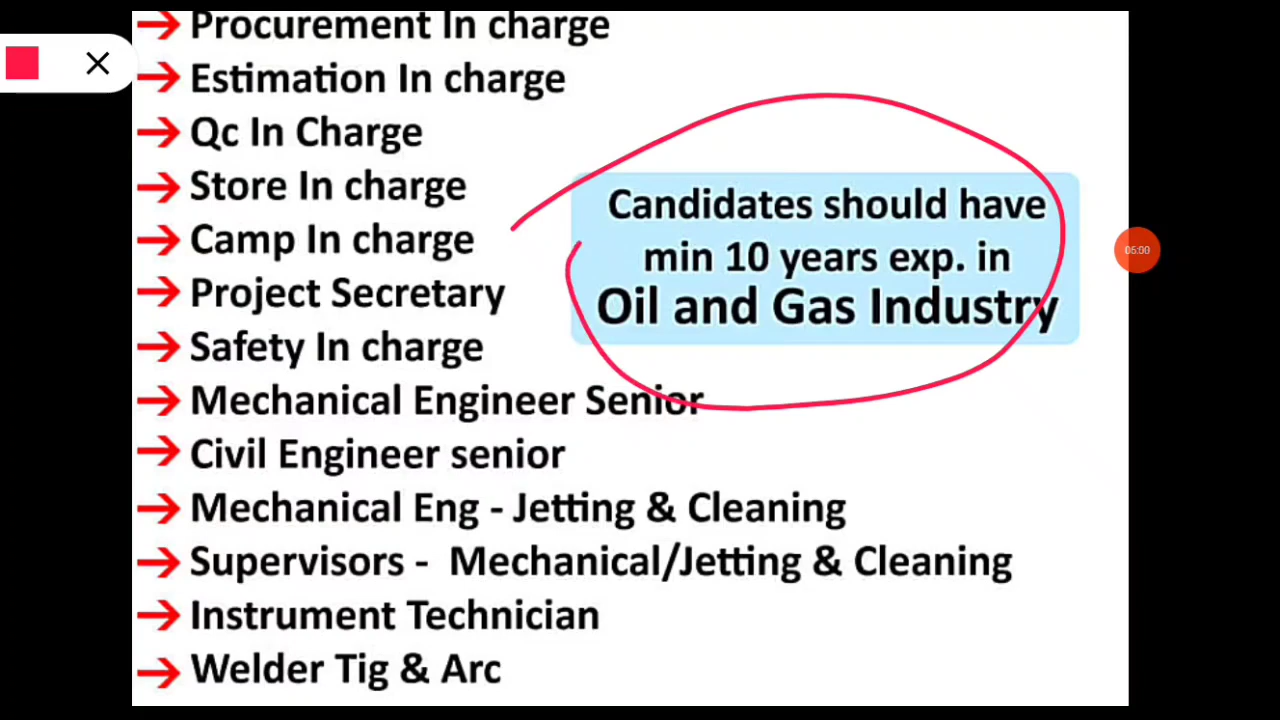 Procurement In charge
Estimation In charge
Qc In Charge
Store In charge
Camp In charge
Project Secretary
Safety In charge
Mechanical Engineer Senior
Civil Engineer senior
Mechanical Eng - Jetting & Cleaning
Supervisors - Mechanical/Jetting & Cleaning
Instrument Technician
Welder Tig & Arc
Candidates should have
min 10 years exp. in
Oil and Gas Industry
05:00